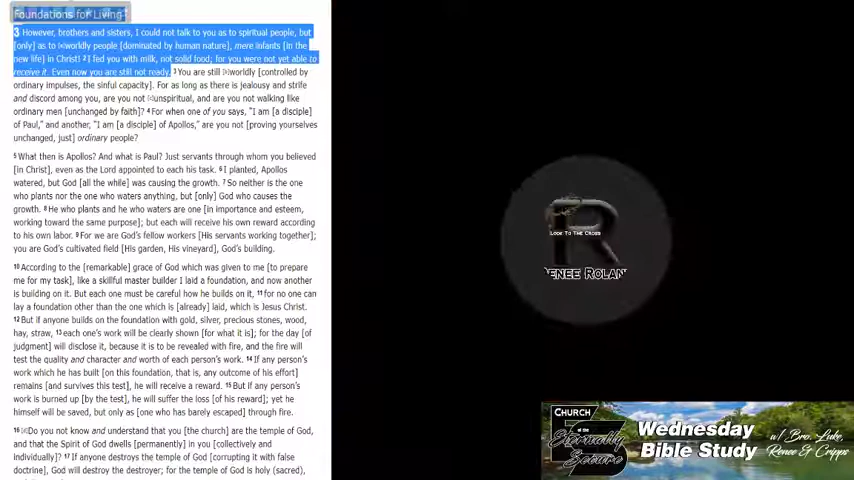 Foundations for Living
3 However, brothers and sisters, I could not talk to you as to spiritual people, but
[only] as to [a]worldly people [dominated by human nature], mere infants [in the
new life] in Christ! 2 I fed you with milk, not solid food; for you were not yet able to
receive it. Even now you are still not ready. 3 You are still [b]worldly [controlled by
ordinary impulses, the sinful capacity]. For as long as there is jealousy and strife
and discord among you, are you not [c]unspiritual, and are you not walking like
ordinary men [unchanged by faith]? 4 For when one of you says, “I am [a disciple]
of Paul,” and another, “I am [a disciple] of Apollos,” are you not [proving yourselves
unchanged, just] ordinary people?
5 What then is Apollos? And what is Paul? Just servants through whom you believed
[in Christ], even as the Lord appointed to each his task. 6 I planted, Apollos
watered, but God [all the while] was causing the growth. 7 So neither is the one
who plants nor the one who waters anything, but [only] God who causes the
growth. 8 He who plants and he who waters are one [in importance and esteem,
working toward the same purpose]; but each will receive his own reward according
to his own labor. 9 For we are God’s fellow workers [His servants working together];
you are God’s cultivated field [His garden, His vineyard], God’s building.
10 According to the [remarkable] grace of God which was given to me [to prepare
me for my task], like a skillful master builder I laid a foundation, and now another
is building on it. But each one must be careful how he builds on it, 11 for no one can
lay a foundation other than the one which is [already] laid, which is Jesus Christ.
12 But if anyone builds on the foundation with gold, silver, precious stones, wood,
hay, straw, 13 each one’s work will be clearly shown [for what it is]; for the day [of
judgment] will disclose it, because it is to be revealed with fire, and the fire will
test the quality and character and worth of each person’s work. 14 If any person’s
work which he has built [on this foundation, that is, any outcome of his effort]
remains [and survives this test], he will receive a reward. 15 But if any person’s
work is burned up [by the test], he will suffer the loss [of his reward]; yet he
himself will be saved, but only as [one who has barely escaped] through fire.
16 Do you not know and understand that you [the church] are the temple of God,
and that the Spirit of God dwells [permanently] in you [collectively and
individually]? 17 If anyone destroys the temple of God [corrupting it with false
doctrine], God will destroy the destroyer; for the temple of God is holy (sacred),
R
LOOK TO THE CROSS
RENEE ROLAN
CHURCH
of the
Eternally
Secure
Wednesday
Bible Study
w/ Bro. Luke,
Renee & Cripps